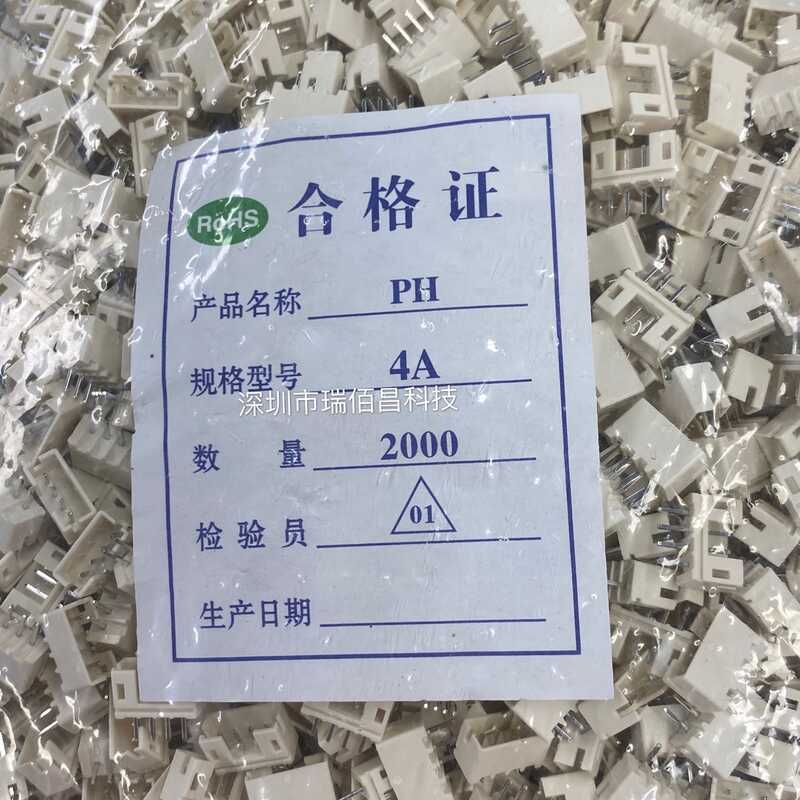 RoHS 合格证
产品名称 PH
规格型号 4A
深圳市瑞佰昌科技
数 量 2000
检验员 01
生产日期